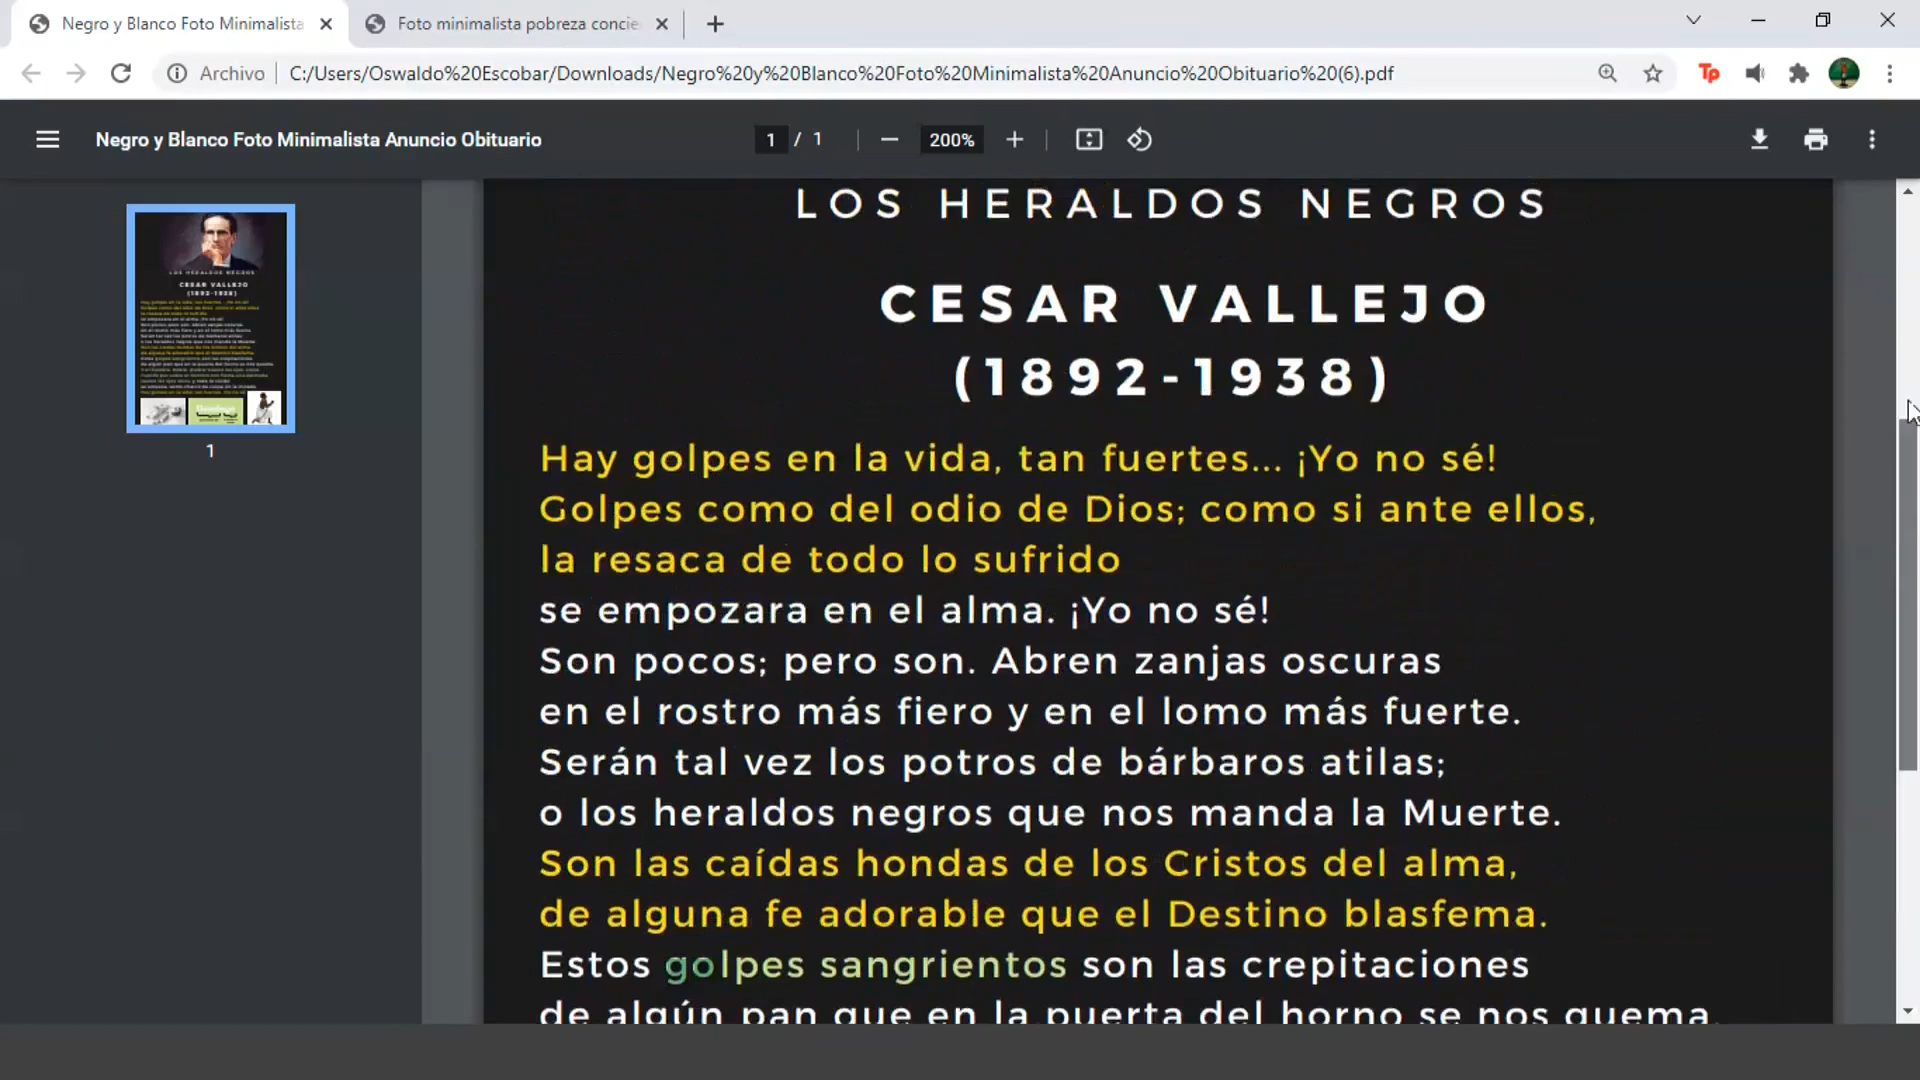 Negro y Blanco Foto Minimalista
Foto minimalista pobreza concie
Archivo
C:/Users/Oswaldo%20Escobar/Downloads/Negro%20y%20Blanco%20Foto%20Minimalista%20Anuncio%20Obituario%20(6).pdf
Tp
Negro y Blanco Foto Minimalista Anuncio Obituario
1 / 1
200%
1
LOS HERALDOS NEGROS
CESAR VALLEJO
(1892-1938)
Hay golpes en la vida, tan fuertes... ¡Yo no sé!
Golpes como del odio de Dios; como si ante ellos,
la resaca de todo lo sufrido
se empozara en el alma. ¡Yo no sé!
Son pocos; pero son. Abren zanjas oscuras
en el rostro más fiero y en el lomo más fuerte.
Serán tal vez los potros de bárbaros atilas;
o los heraldos negros que nos manda la Muerte.
Son las caídas hondas de los Cristos del alma,
de alguna fe adorable que el Destino blasfema.
Estos golpes sangrientos son las crepitaciones
de algún pan que en la puerta del horno se nos quema.